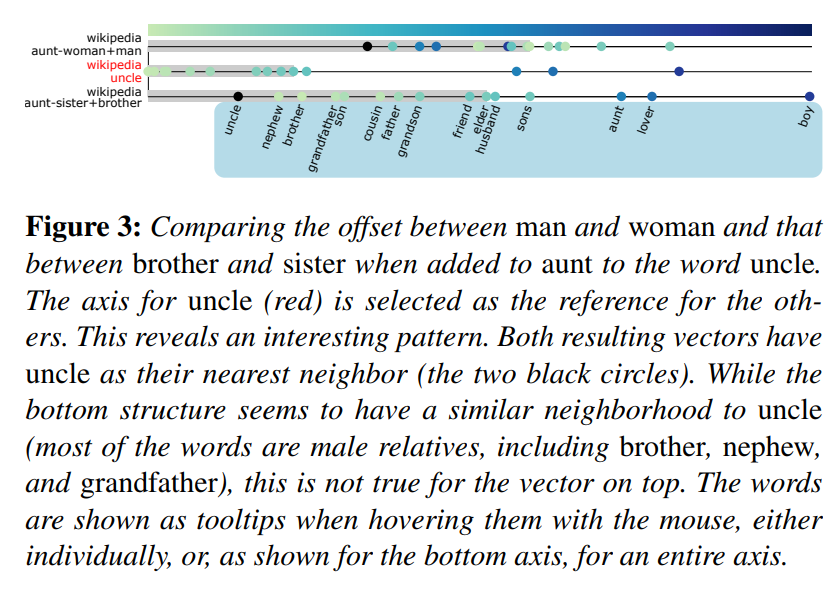 wikipedia
aunt-woman+man
wikipedia
uncle
wikipedia
aunt-sister+brother
uncle
nephew
brother
grandfather
son
cousin
father
grandson
friend
elder
husband
sons
aunt
lover
boy
Figure 3: Comparing the offset between man and woman and that
between brother and sister when added to aunt to the word uncle.
The axis for uncle (red) is selected as the reference for the oth-
ers. This reveals an interesting pattern. Both resulting vectors have
uncle as their nearest neighbor (the two black circles). While the
bottom structure seems to have a similar neighborhood to uncle
(most of the words are male relatives, including brother, nephew,
and grandfather), this is not true for the vector on top. The words
are shown as tooltips when hovering them with the mouse, either
individually, or, as shown for the bottom axis, for an entire axis.